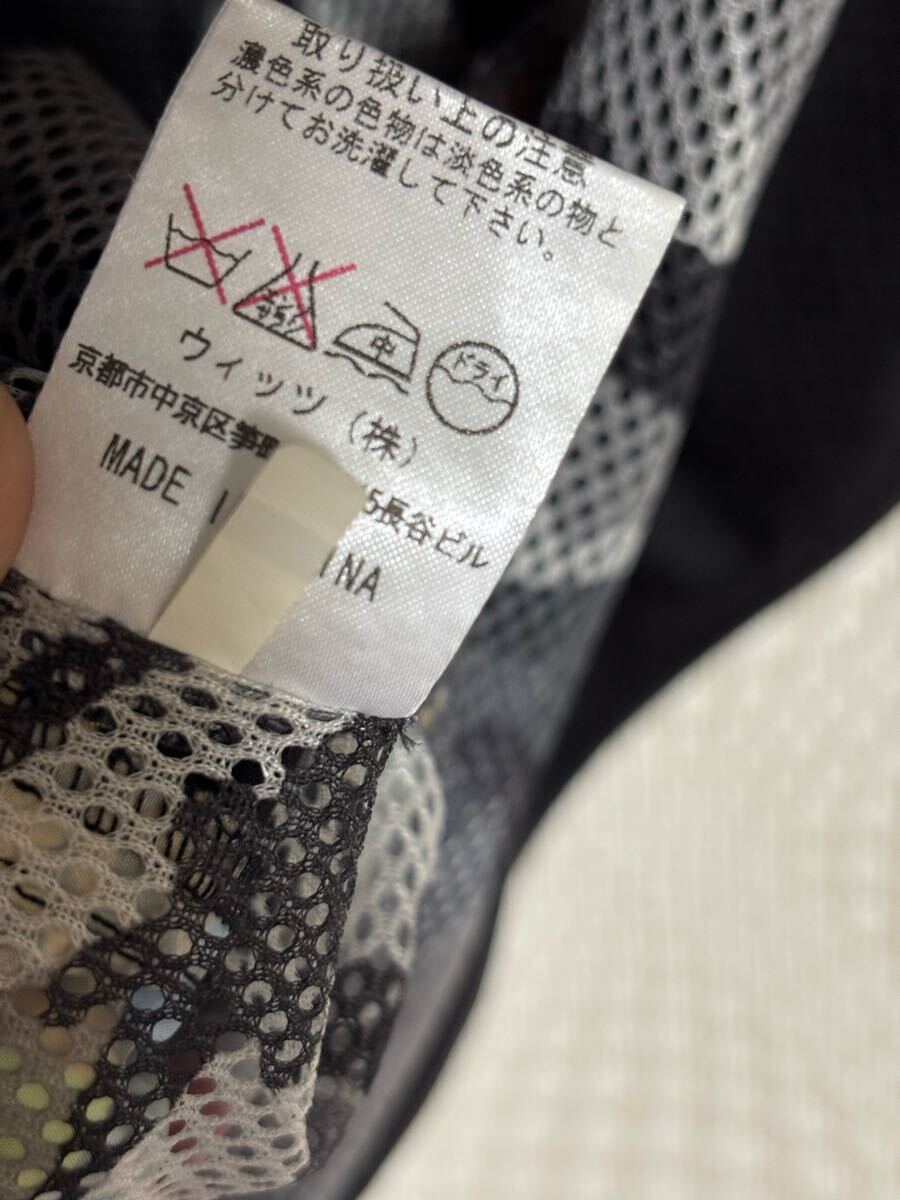 取り扱い上の注意
濃色系の色物は淡色系の物と
分けてお洗濯して下さい。
中 ドライ
ウィッツ（株）
京都市中京区 5長谷ビル
MADE I INA